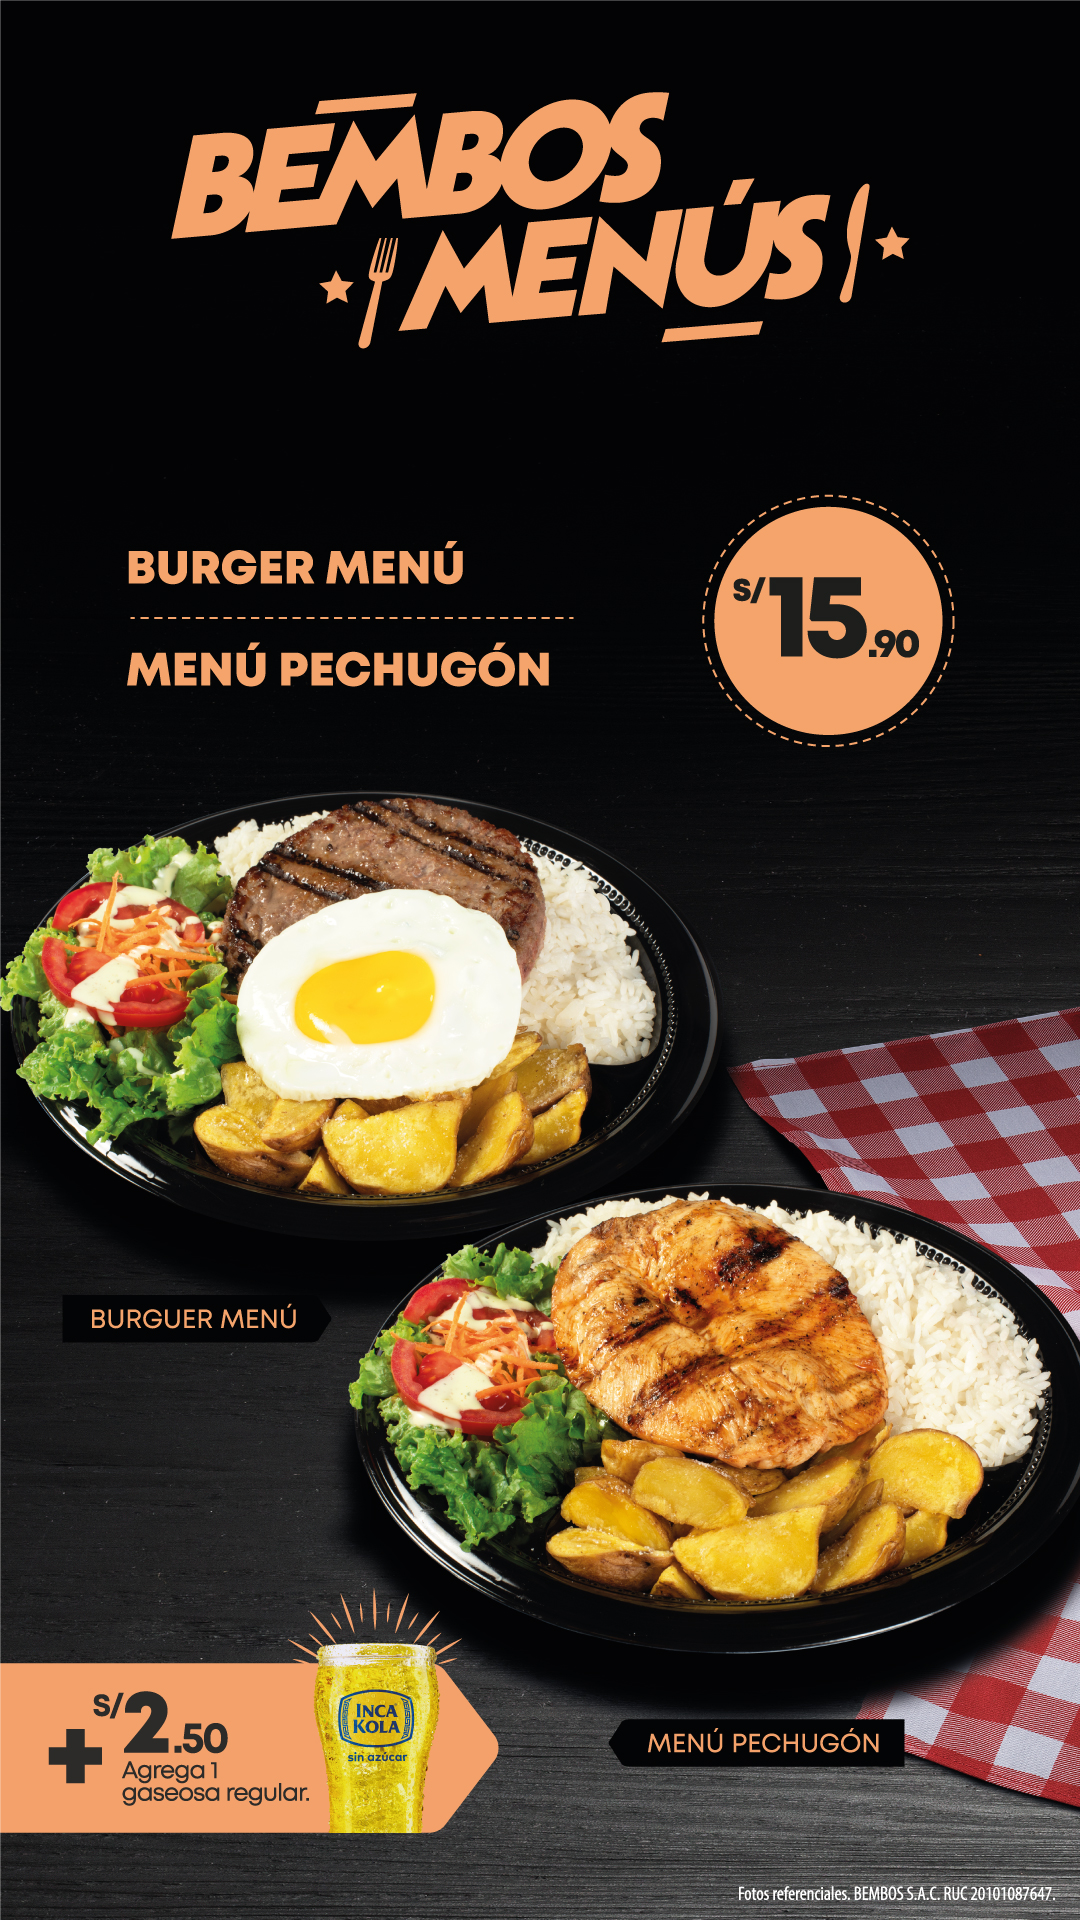 BEMBOS
MENÚS
BURGER MENÚ
MENÚ PECHUGÓN
S/15.90
BURGUER MENÚ
INCA
KOLA
sin azúcar
+ S/2.50
Agrega 1
gaseosa regular.
MENÚ PECHUGÓN
Fotos referenciales. BEMBOS S.A.C. RUC 20101087647.